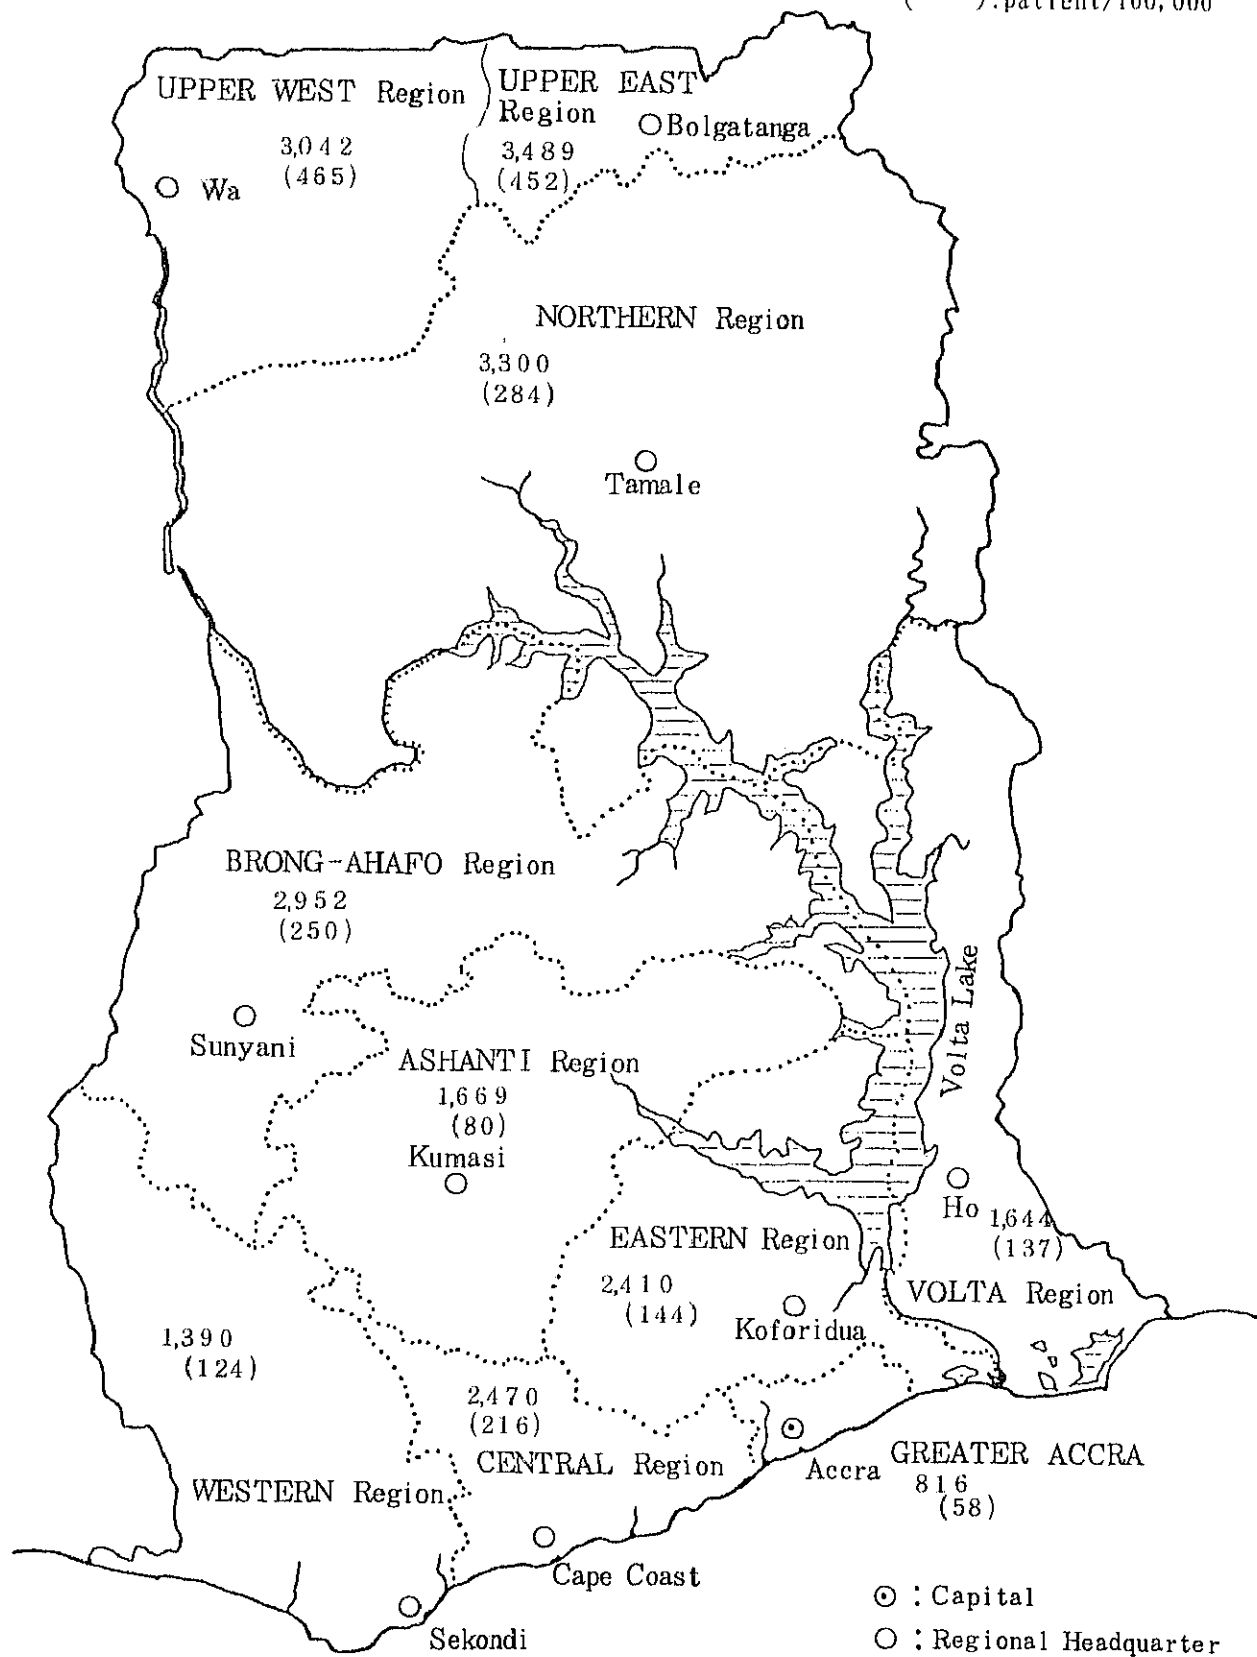 ( ):patient/100,000
UPPER WEST Region
3,042
(465)
Wa
UPPER EAST
Region
3,489
(452)
Bolgatanga
NORTHERN Region
3,300
(284)
Tamale
BRONG-AHAFO Region
2,952
(250)
Sunyani
ASHANTI Region
1,669
(80)
Kumasi
Volta Lake
Ho
1,644
(137)
VOLTA Region
EASTERN Region
2,410
(144)
Koforidua
1,390
(124)
WESTERN Region
2,470
(216)
CENTRAL Region
Accra
GREATER ACCRA
816
(58)
Cape Coast
Sekondi
: Capital
: Regional Headquarter